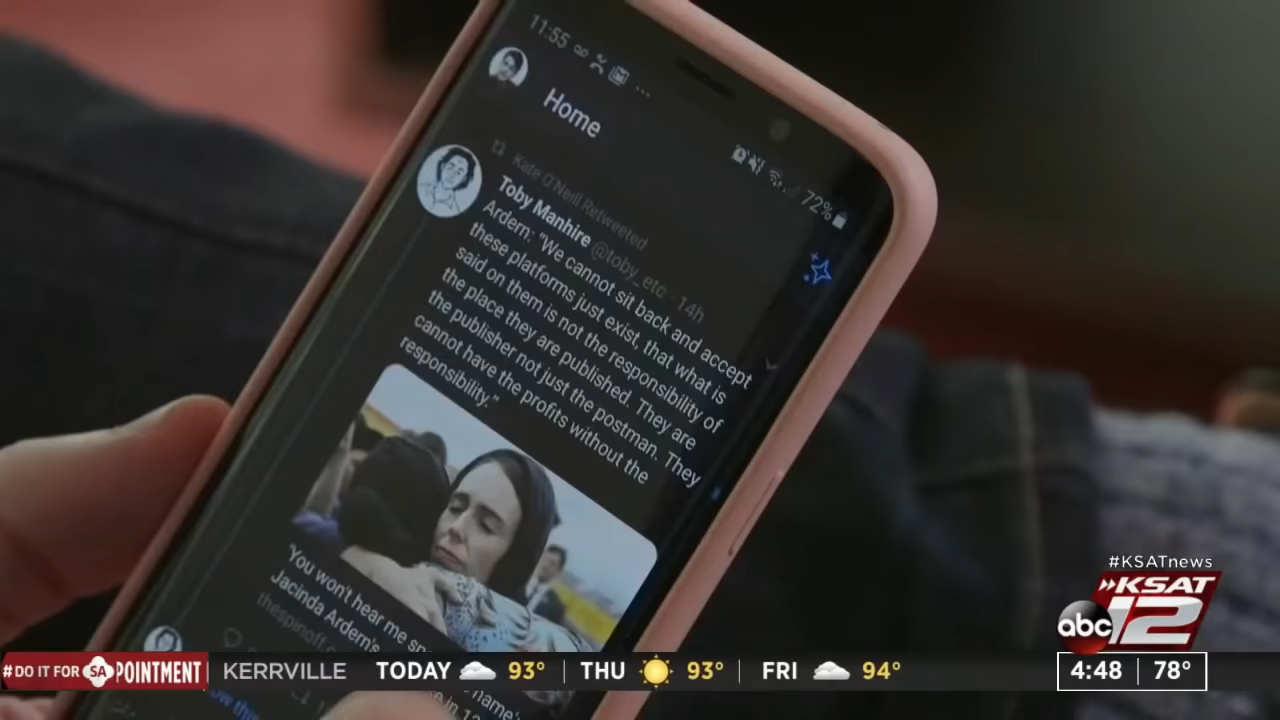 11:55
72%
Home
Kate O'Neill Retweeted
Toby Manhire @toby_etc · 14h
Ardern: "We cannot sit back and accept
these platforms just exist, that what is
said on them is not the responsibility of
the place they are published. They are
the publisher not just the postman. They
cannot have the profits without the
responsibility."
'You won't hear me
Jacinda Ardern's
thespinoff.
#KSATnews
KSAT
abc 12
#DO IT FOR SA POINTMENT
KERRVILLE TODAY 93° THU 93° FRI 94°
4:48 78°